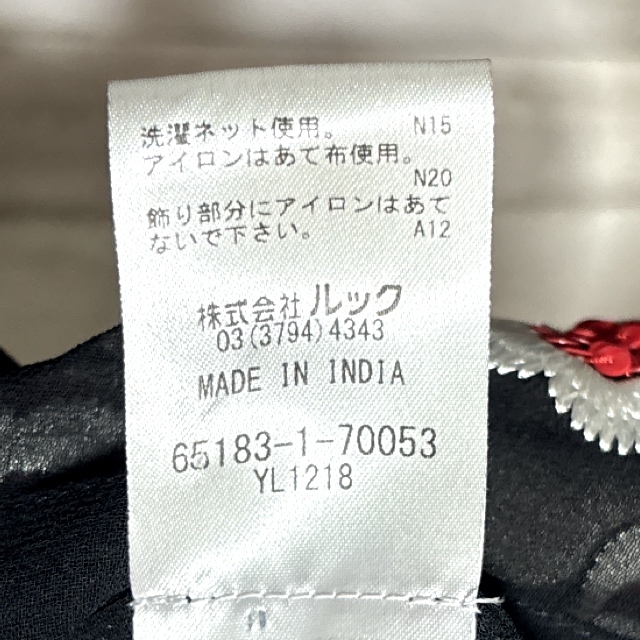 洗濯ネット使用。 N15
アイロンはあて布使用。
N20
飾り部分にアイロンはあて
ないで下さい。 A12
株式会社 ルック
03(3794)4343
MADE IN INDIA
65183-1-70053
YL1218